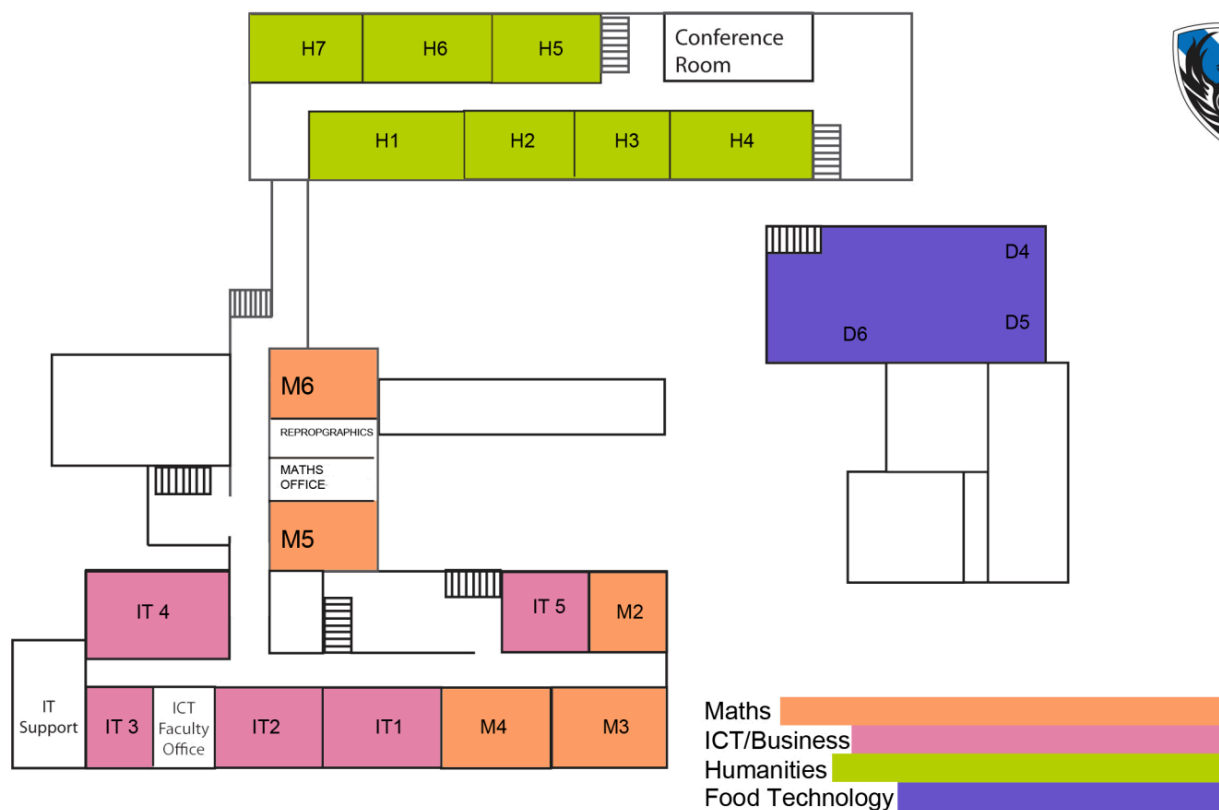 H7
H6
H5
Conference
Room
H1
H2
H3
H4
D4
D5
D6
M6
REPROPGRAPHICS
MATHS
OFFICE
M5
IT 4
IT 5
M2
IT
Support
IT 3
ICT
Faculty
Office
IT2
IT1
M4
M3
Maths
ICT/Business
Humanities
Food Technology